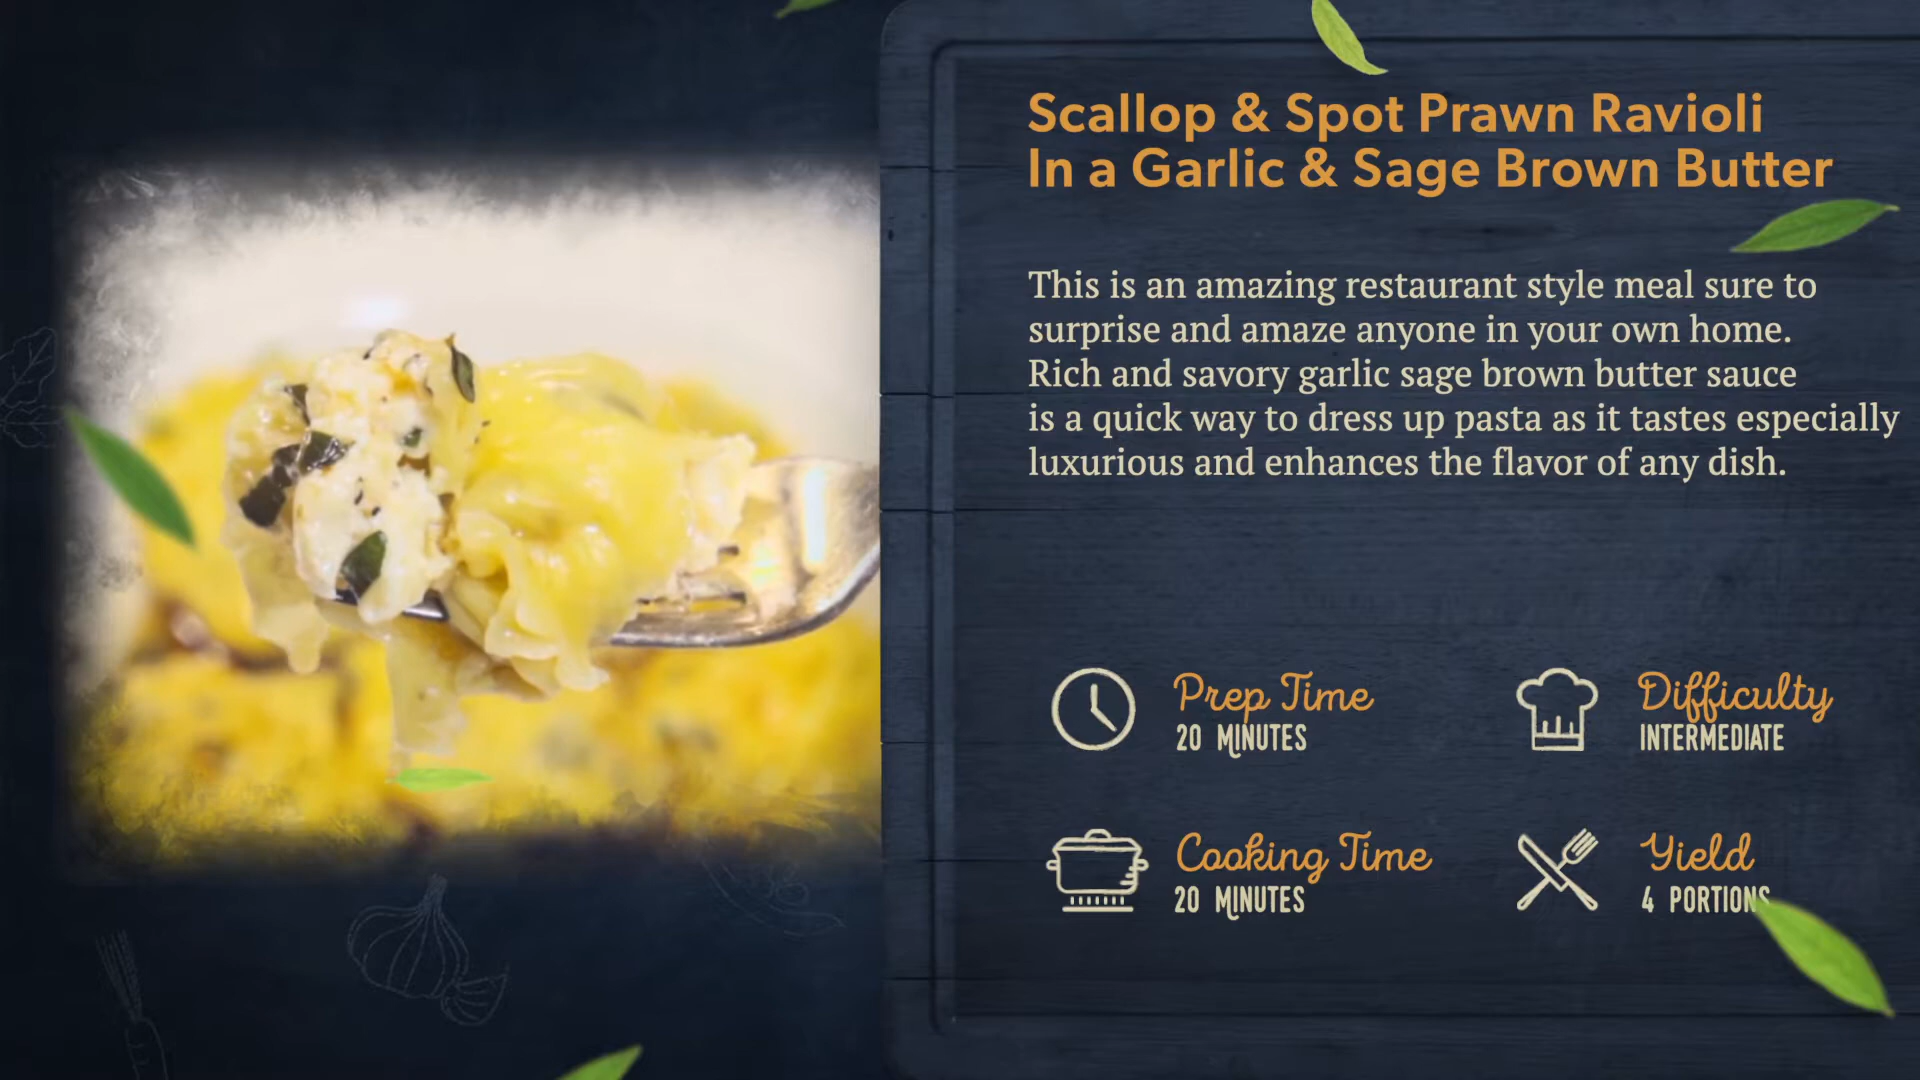 Scallop & Spot Prawn Ravioli
In a Garlic & Sage Brown Butter
This is an amazing restaurant style meal sure to
surprise and amaze anyone in your own home.
Rich and savory garlic sage brown butter sauce
is a quick way to dress up pasta as it tastes especially
luxurious and enhances the flavor of any dish.
Prep Time
20 MINUTES
Difficulty
INTERMEDIATE
Cooking Time
20 MINUTES
Yield
4 PORTIONS